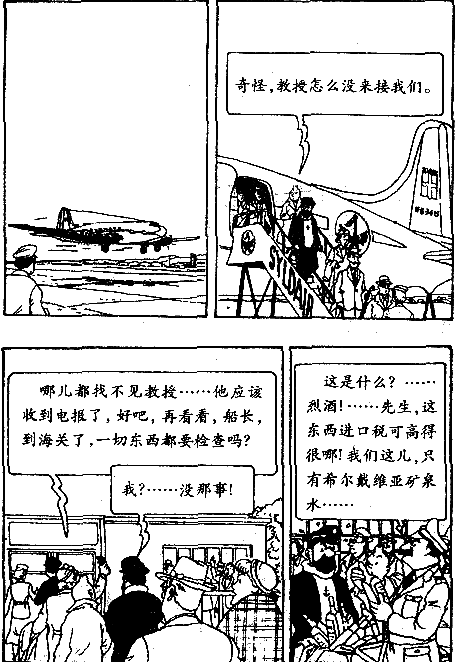 奇怪,教授怎么没来接我们。
SYLDAIR
哪儿都找不见教授……他应该
收到电报了，好吧，再看看，船长，
到海关了,一切东西都要检查吗?
我?……没那事!
这是什么? ……
烈酒!……先生,这
东西进口税可高得
很哪!我们这儿,只
有希尔戴维亚矿泉
水……